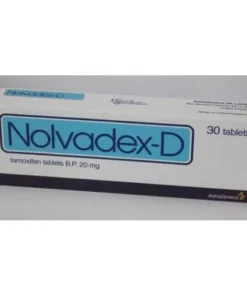 Nolvadex-D
30 tablets
tamoxifen tablets B.P. 20 mg
AstraZeneca